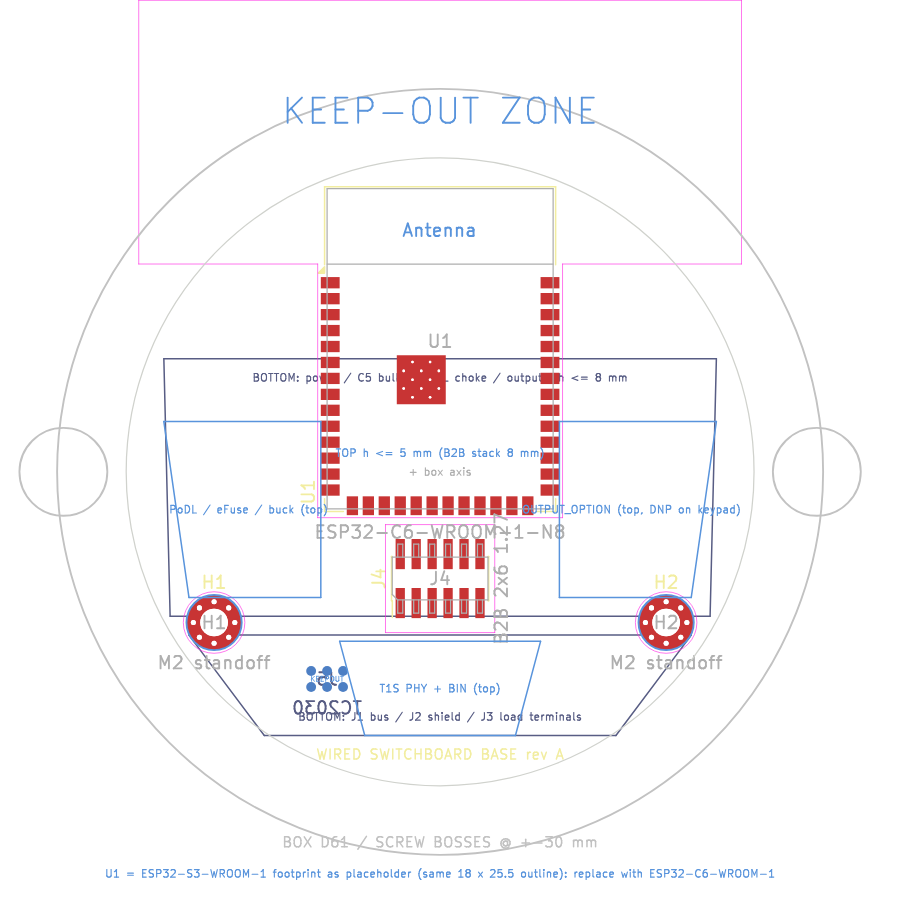 KEEP-OUT ZONE
Antenna
U1
BOTTOM: po / C5 bul choke / output h <= 8 mm
TOP h <= 5 mm (B2B stack 8 mm)
+ box axis
U1
PoDL / eFuse / buck (top)
OUTPUT_OPTION (top, DNP on keypad)
ESP32-C6-WROOM-1-N8
B2B 2x6 1.27
J4
J4
H1
H2
H1
H2
M2 standoff
M2 standoff
KEEPOUT
T1S PHY + BIN (top)
TC2030
BOTTOM: J1 bus / J2 shield / J3 load terminals
WIRED SWITCHBOARD BASE rev A
BOX D61 / SCREW BOSSES @ +-30 mm
U1 = ESP32-S3-WROOM-1 footprint as placeholder (same 18 x 25.5 outline): replace with ESP32-C6-WROOM-1